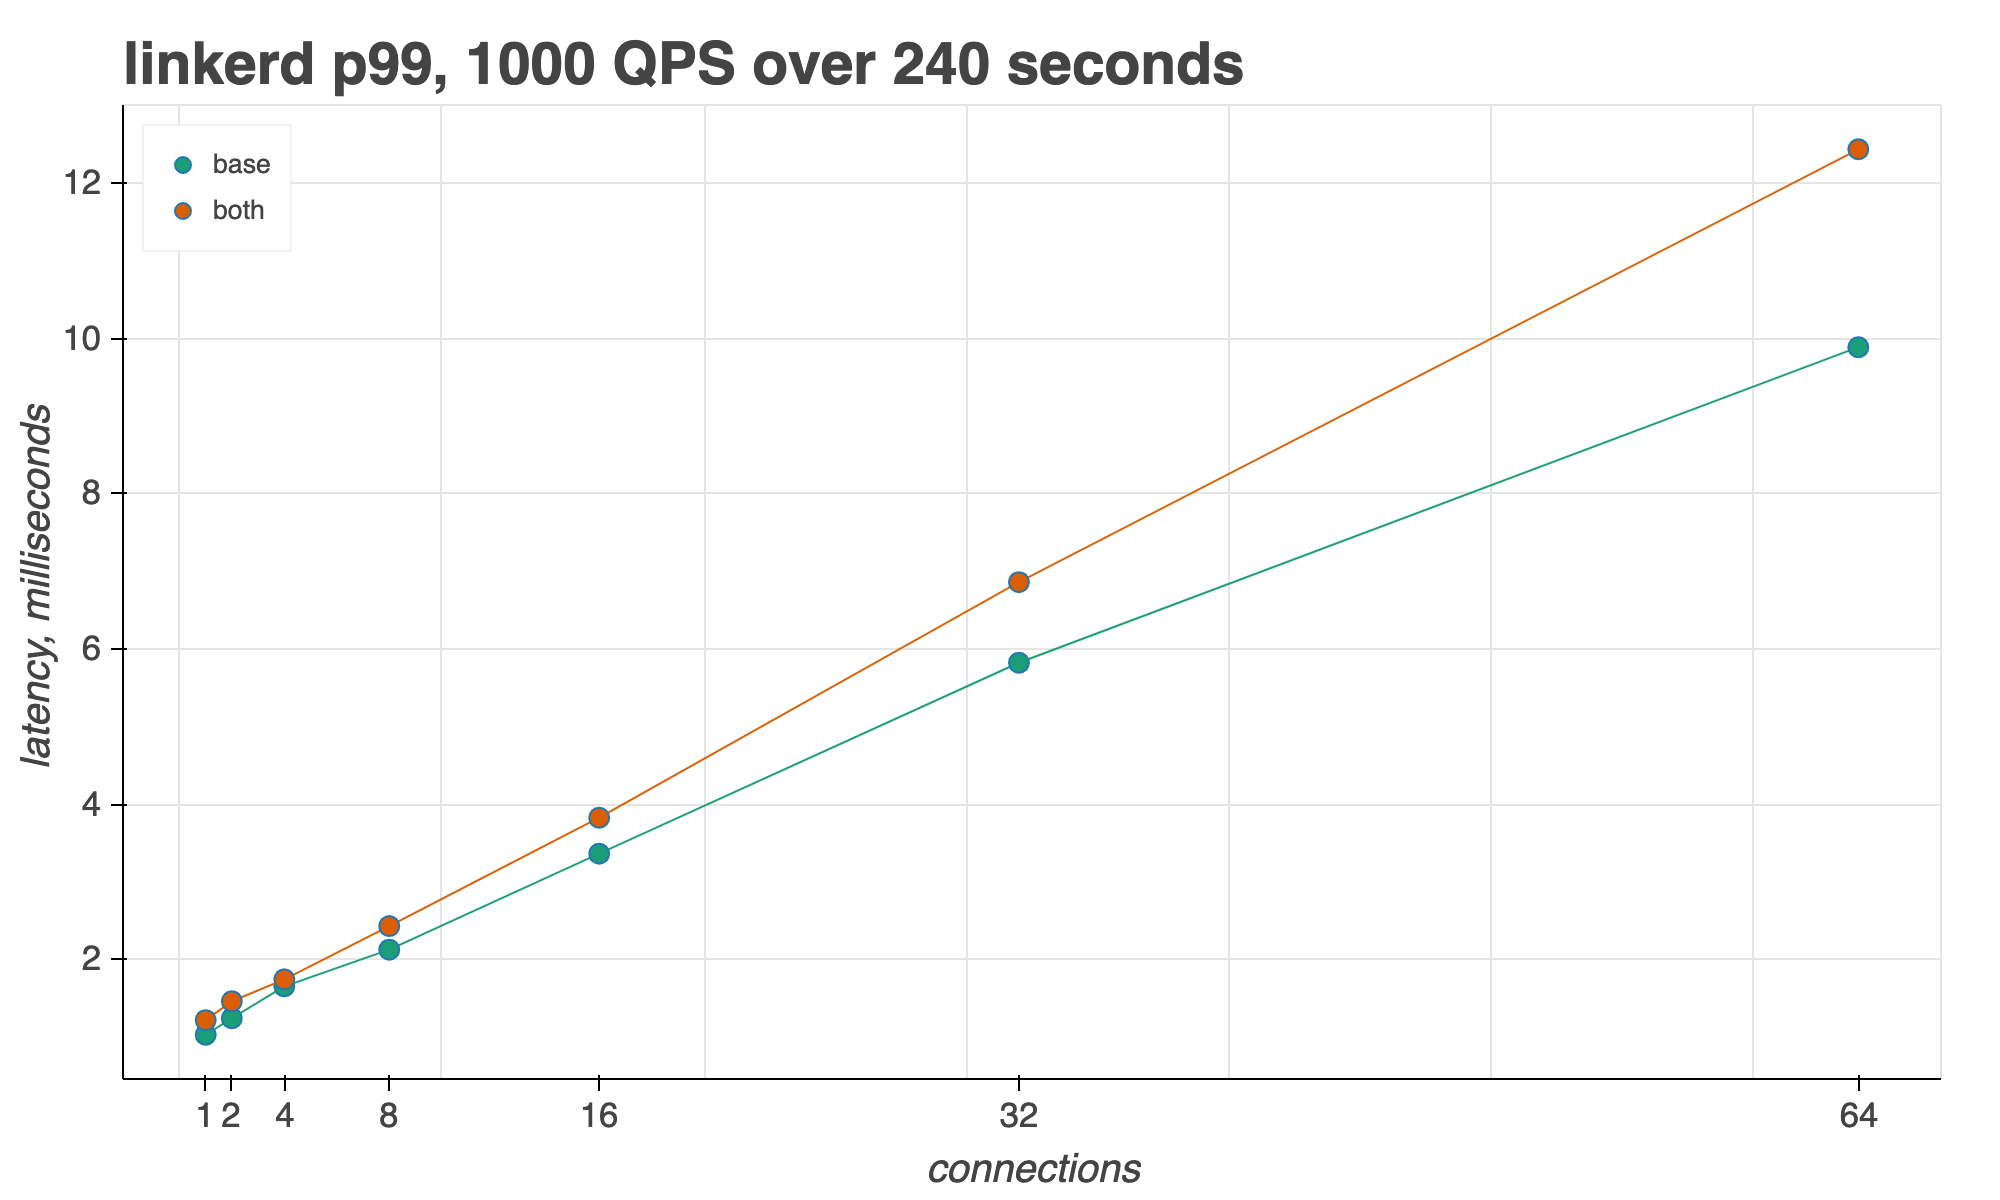 linkerd p99, 1000 QPS over 240 seconds
base
both
12
10
8
6
4
2
latency, milliseconds
1 2 4 8 16 32 64
connections